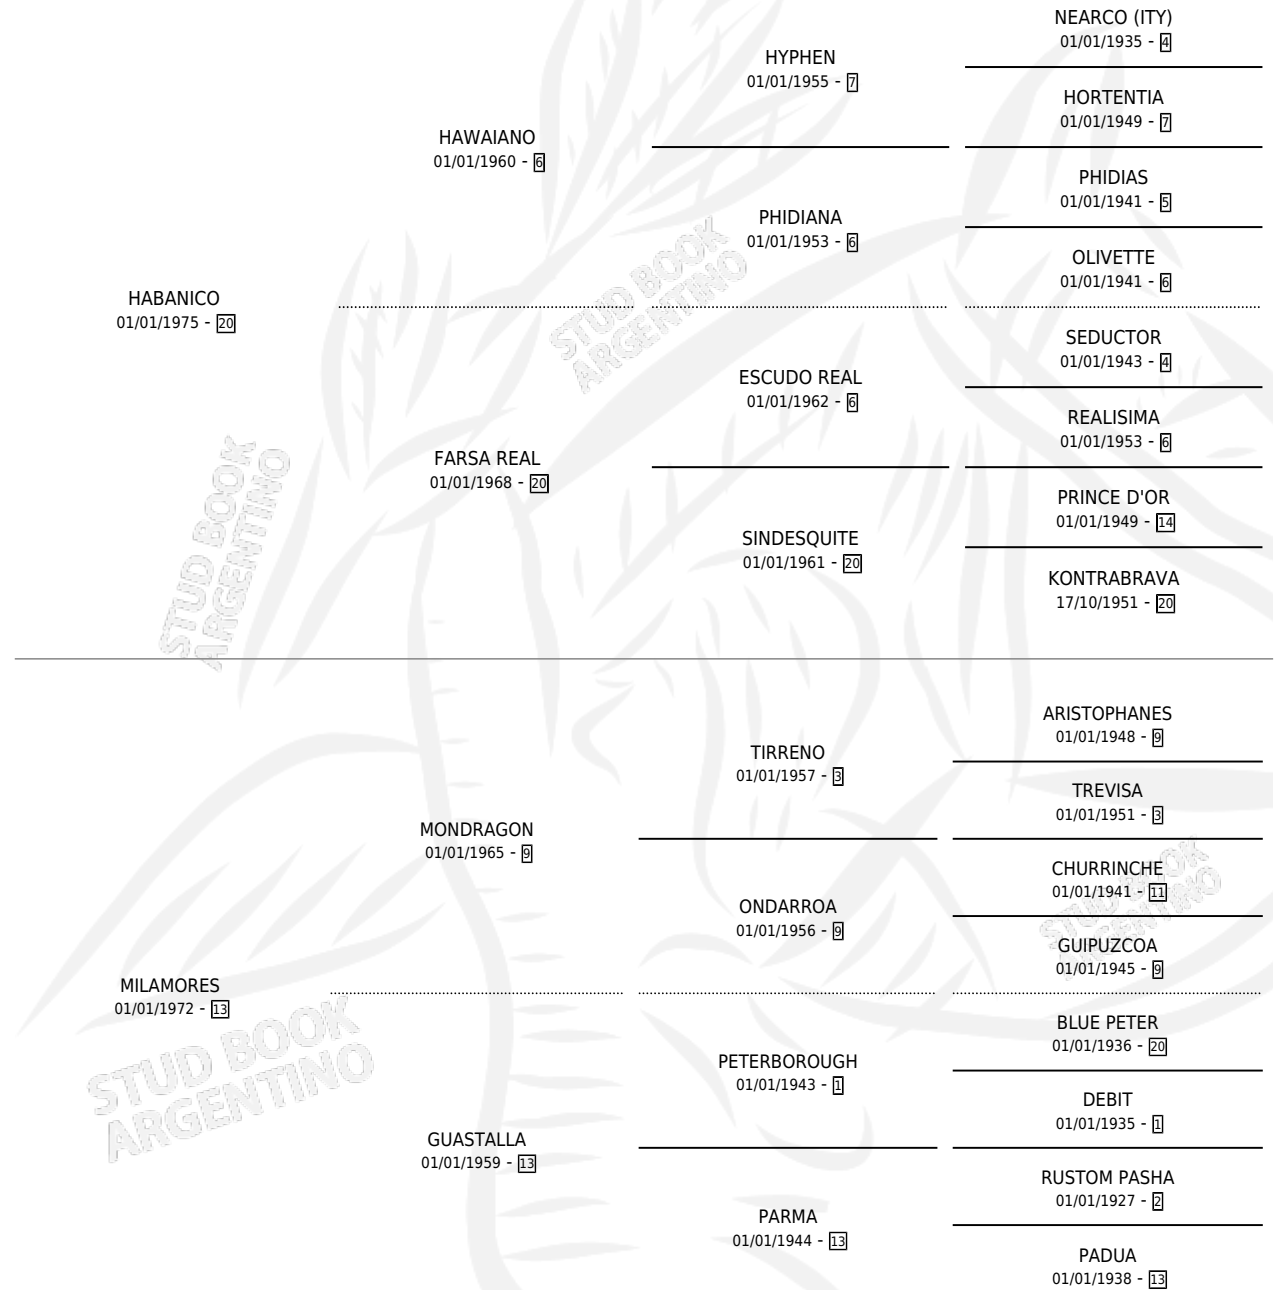 NEARCO (ITY)
01/01/1935 - 4
HYPHEN
01/01/1955 - 7
HORTENTIA
01/01/1949 - 7
HAWAIANO
01/01/1960 - 6
PHIDIAS
01/01/1941 - 5
PHIDIANA
01/01/1953 - 6
OLIVETTE
01/01/1941 - 6
HABANICO
01/01/1975 - 20
SEDUCTOR
01/01/1943 - 4
ESCUDO REAL
01/01/1962 - 6
REALISIMA
01/01/1953 - 6
FARSA REAL
01/01/1968 - 20
PRINCE D'OR
01/01/1949 - 14
SINDESQUITE
01/01/1961 - 20
KONTRABRAVA
17/10/1951 - 20
STUD BOOK
ARGENTINO
STUD BOOK
ARGENTINO
ARISTOPHANES
01/01/1948 - 9
TIRRENO
01/01/1957 - 3
TREVISA
01/01/1951 - 3
MONDRAGON
01/01/1965 - 9
CHURRINCHE
01/01/1941 - 11
ONDARROA
01/01/1956 - 9
GUIPUZCOA
01/01/1945 - 9
MILAMORES
01/01/1972 - 13
BLUE PETER
01/01/1936 - 20
PETERBOROUGH
01/01/1943 - 1
DEBIT
01/01/1935 - 1
GUASTALLA
01/01/1959 - 13
RUSTOM PASHA
01/01/1927 - 2
PARMA
01/01/1944 - 13
PADUA
01/01/1938 - 13
STUD BOOK
ARGENTINO
STUD BOOK
ARGENTINO